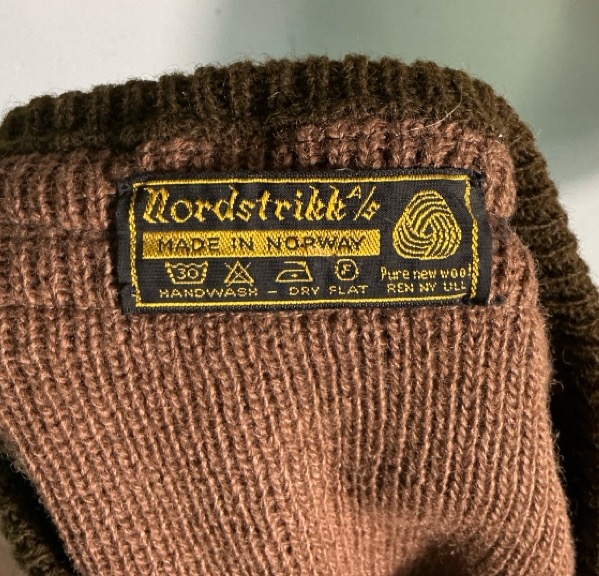 Nordstrikk A/S
MADE IN NORWAY
30 F
Pure new wool
HANDWASH - DRY FLAT
REN NY ULL